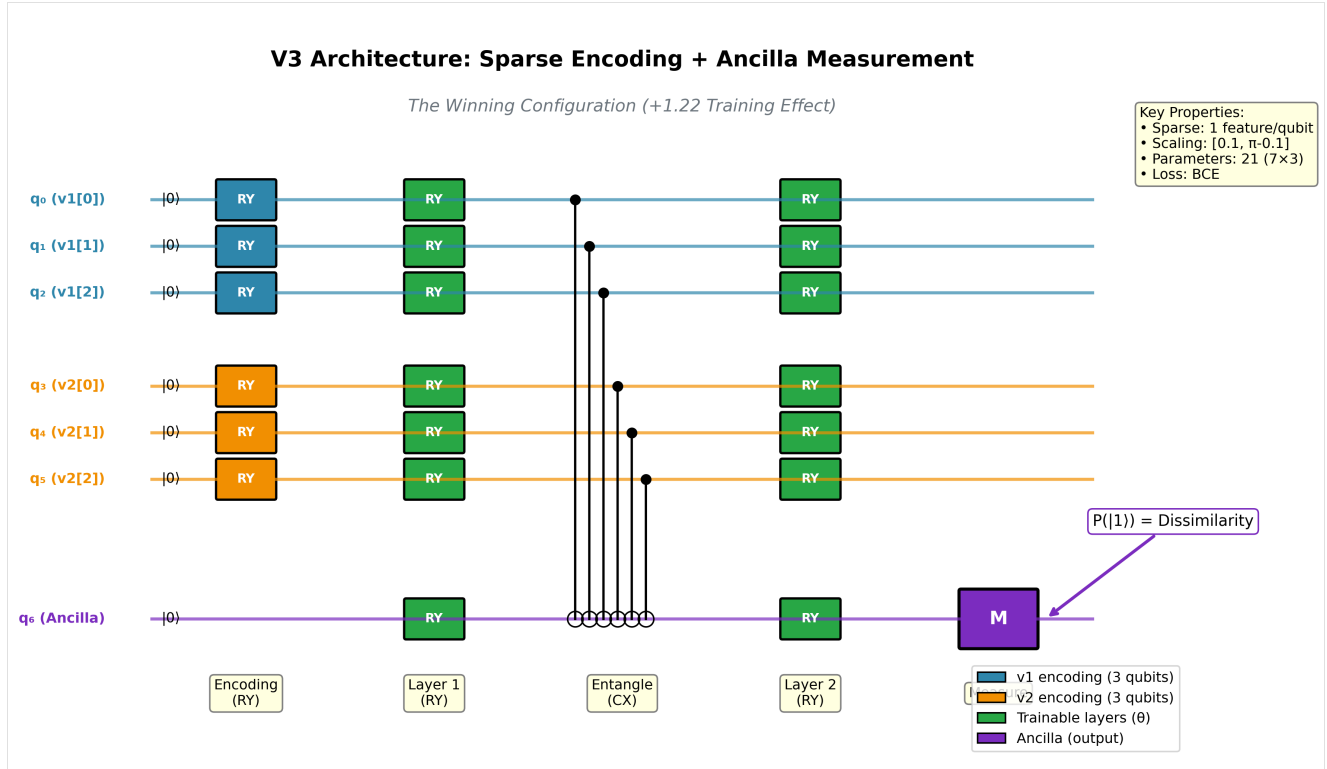 V3 Architecture: Sparse Encoding + Ancilla Measurement
The Winning Configuration (+1.22 Training Effect)
Key Properties:
• Sparse: 1 feature/qubit
• Scaling: [0.1, π-0.1]
• Parameters: 21 (7×3)
• Loss: BCE
q₀ (v1[0]) |0⟩ RY RY RY
q₁ (v1[1]) |0⟩ RY RY RY
q₂ (v1[2]) |0⟩ RY RY RY
q₃ (v2[0]) |0⟩ RY RY RY
q₄ (v2[1]) |0⟩ RY RY RY
q₅ (v2[2]) |0⟩ RY RY RY
P(|1⟩) = Dissimilarity
q₆ (Ancilla) |0⟩ RY RY M
Encoding
(RY)
Layer 1
(RY)
Entangle
(CX)
Layer 2
(RY)
Measure
v1 encoding (3 qubits)
v2 encoding (3 qubits)
Trainable layers (θ)
Ancilla (output)